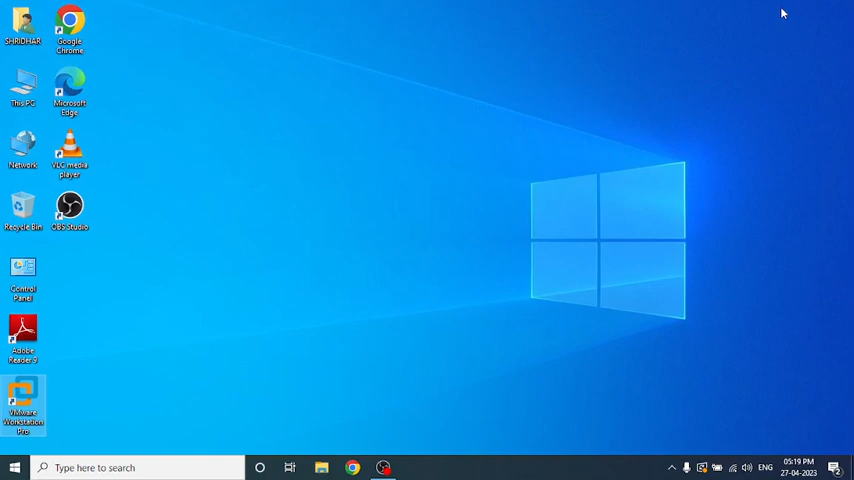 SHRIDHAR
Google
Chrome
This PC
Microsoft
Edge
Network
VLC media
player
Recycle Bin
OBS Studio
Control
Panel
Adobe
Reader 9
VMware
Workstation
Pro
Type here to search
ENG
05:19 PM
27-04-2023
2